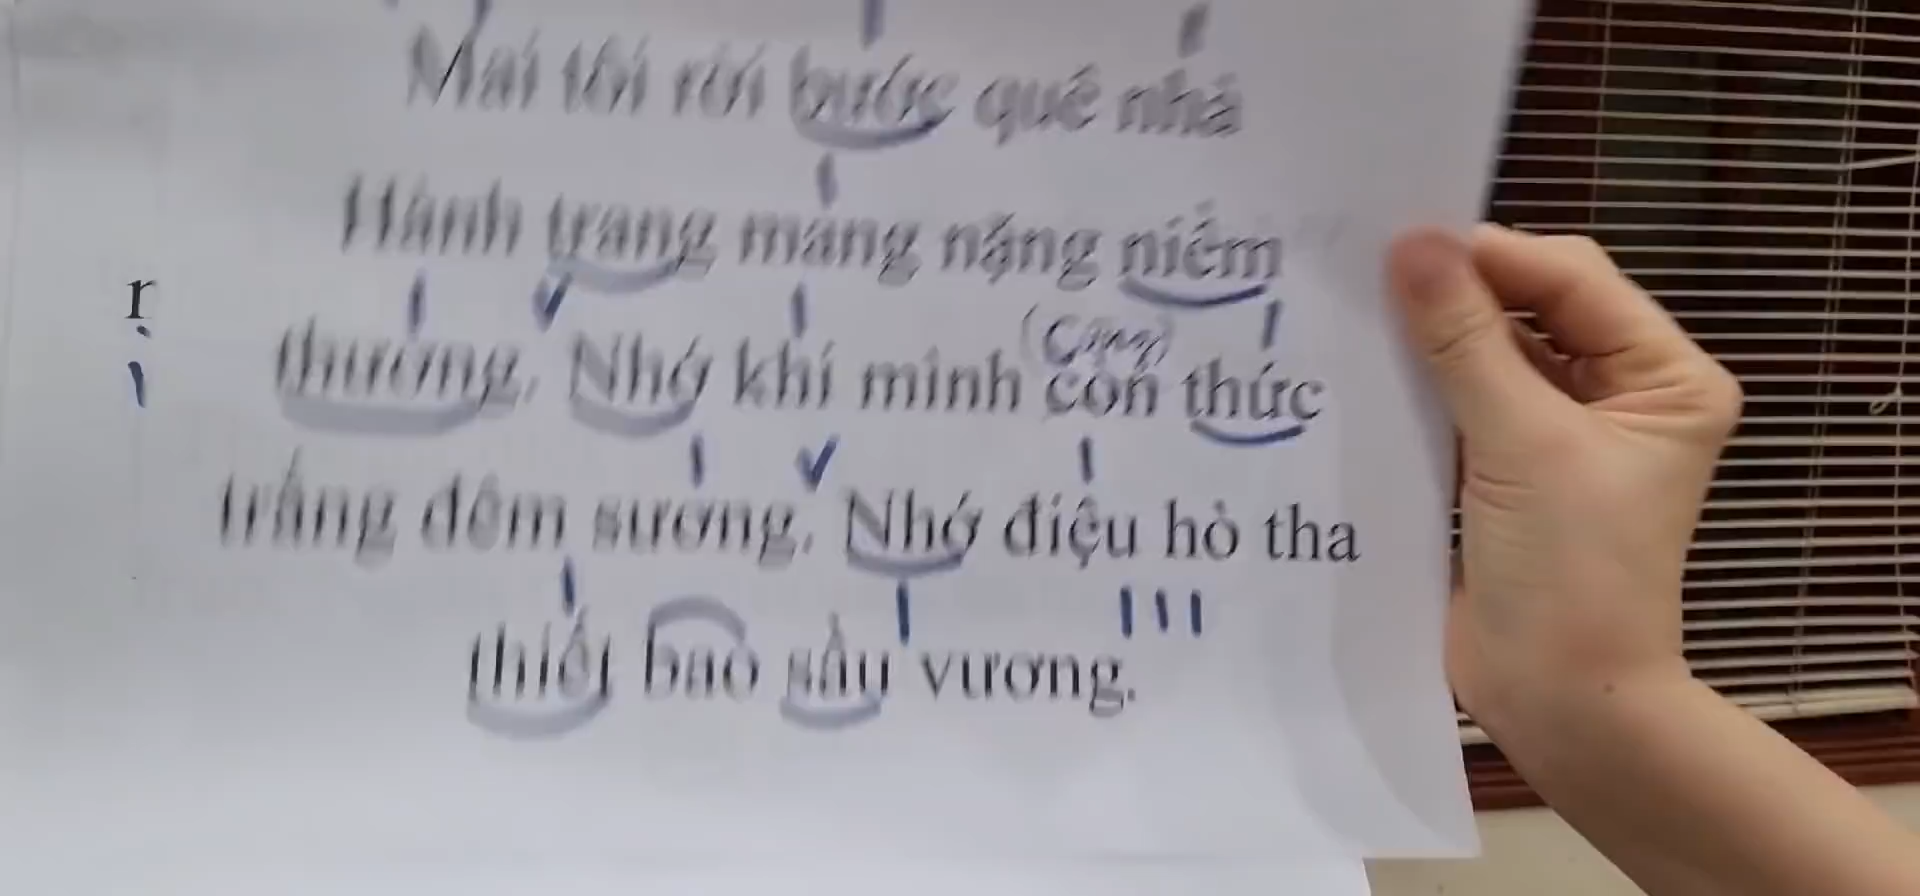 Mai tôi rời bước quê nhà
Hành trang mang nặng niềm
thương. Nhớ khi mình còn thức
trắng đêm sương. Nhớ điệu hò tha
thiết bao sầu vương.
r